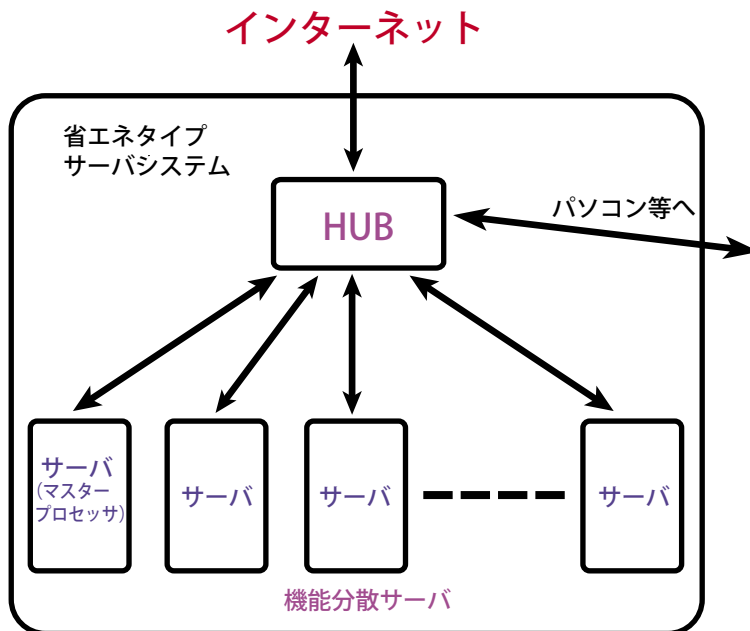 インターネット
省エネタイプ
サーバシステム
HUB
パソコン等へ
サーバ
(マスター
プロセッサ)
サーバ
サーバ
サーバ
機能分散サーバ